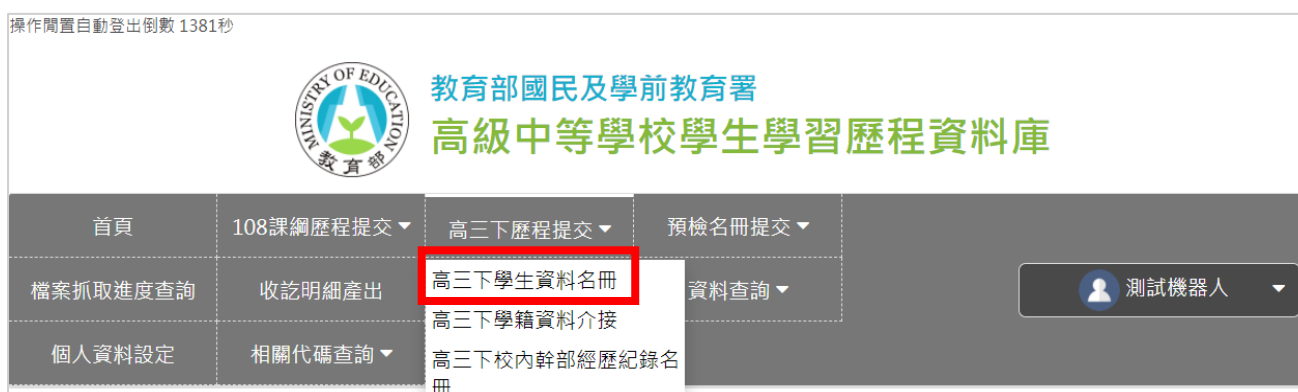 操作閒置自動登出倒數 1381秒
MINISTRY OF EDUCATION
教育部
教育部國民及學前教育署
高級中等學校學生學習歷程資料庫
首頁
108課綱歷程提交
高三下歷程提交
預檢名冊提交
檔案抓取進度查詢
收訖明細產出
高三下學生資料名冊
資料查詢
測試機器人
高三下學籍資料介接
個人資料設定
相關代碼查詢
高三下校內幹部經歷紀錄名
冊